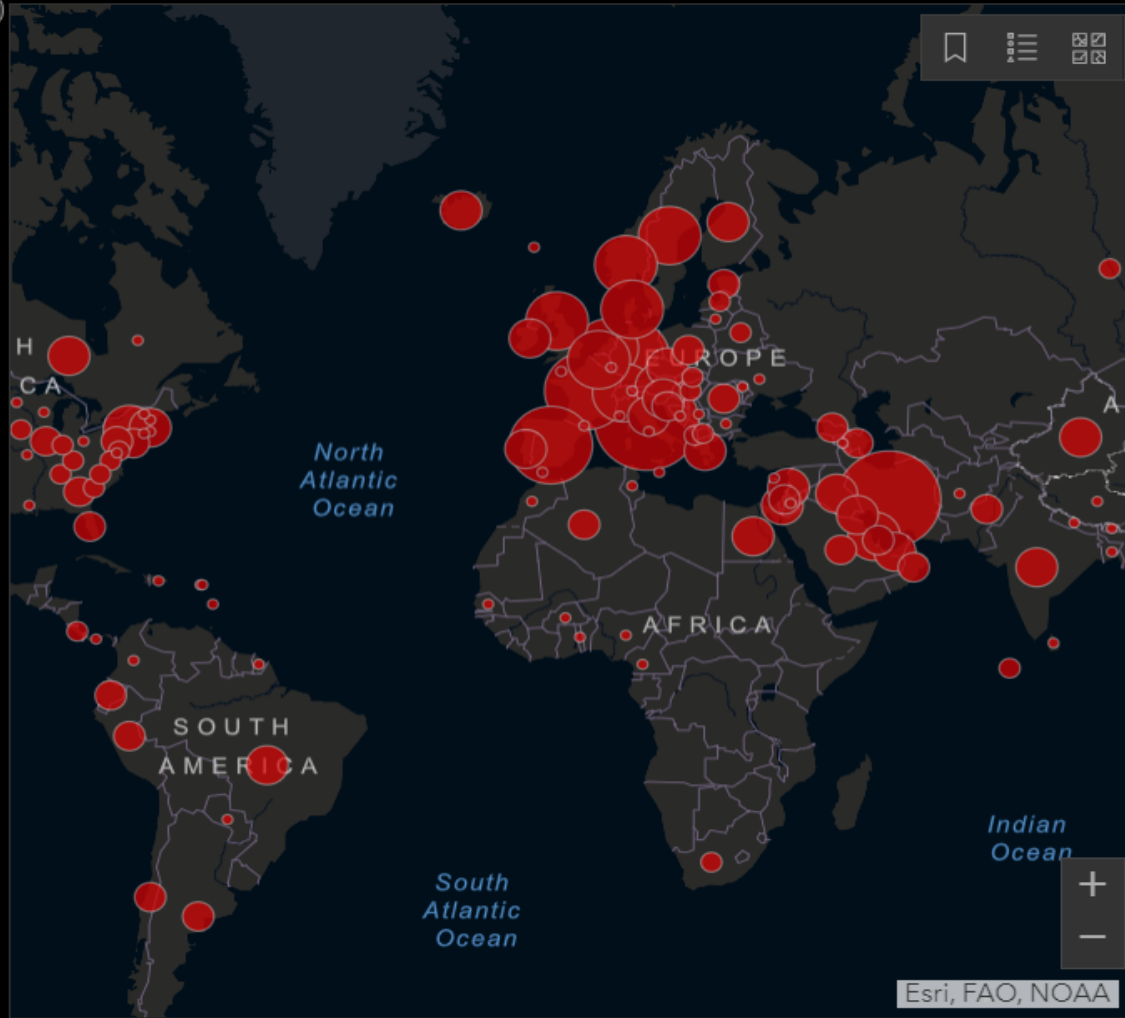 H
CA
EUROPE
A
North
Atlantic
Ocean
AFRICA
SOUTH
AMERICA
Indian
Ocean
South
Atlantic
Ocean
+
−
Esri, FAO, NOAA